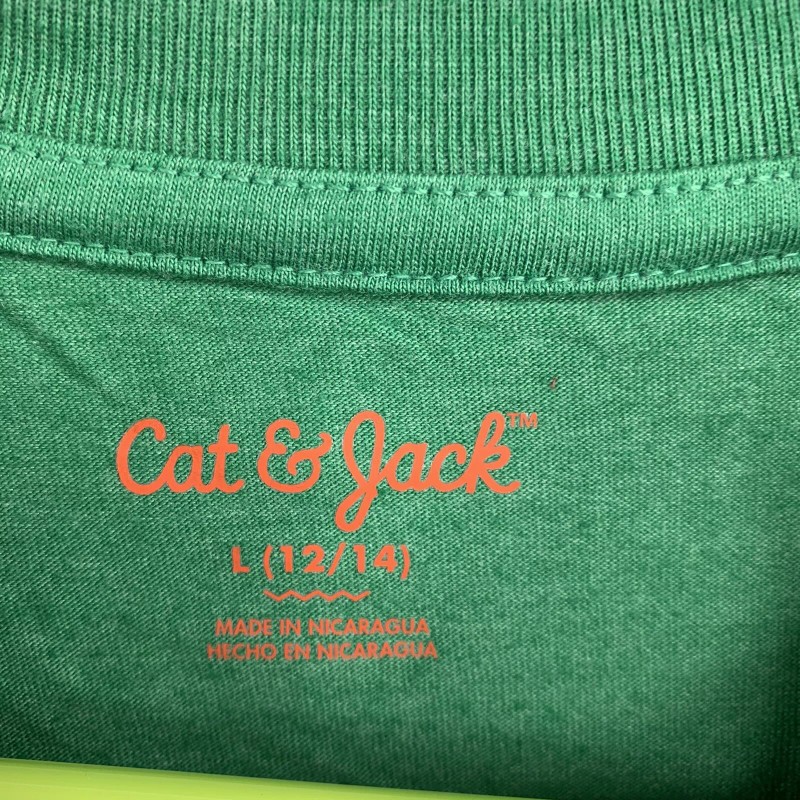 Cat & Jack™
L (12/14)
MADE IN NICARAGUA
HECHO EN NICARAGUA